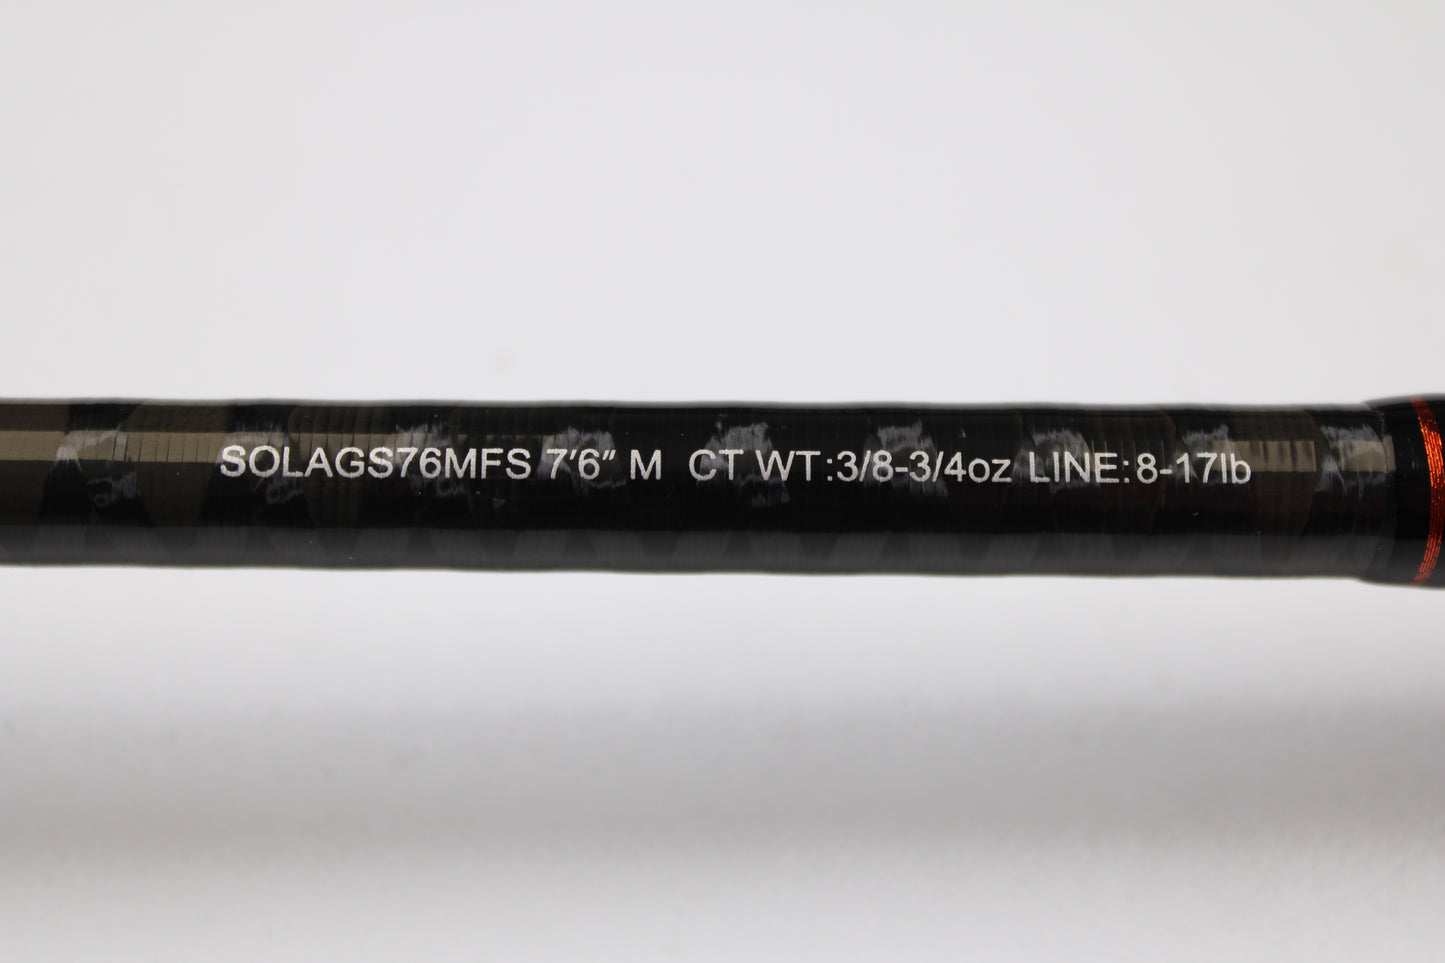 SOLAGS76MFS 7'6" M CT WT:3/8-3/4oz LINE:8-17lb